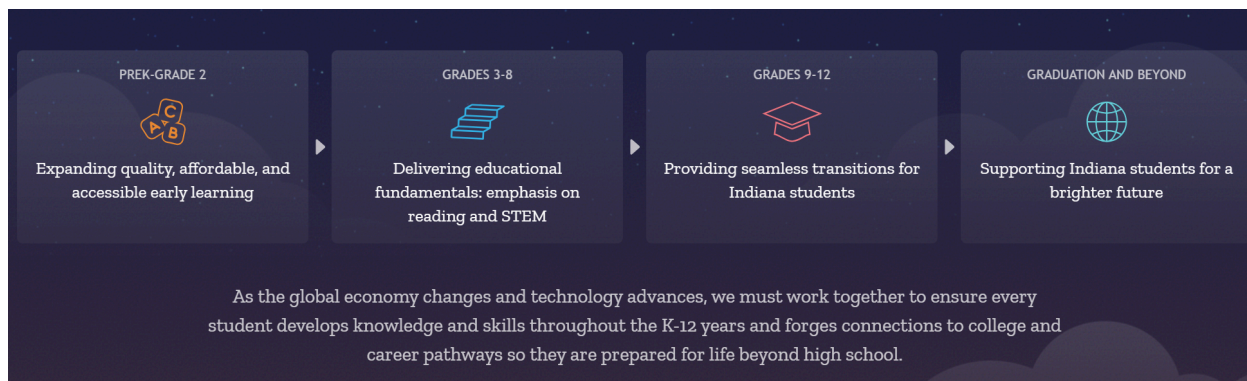 PREK-GRADE 2
C
A
B
Expanding quality, affordable, and
accessible early learning
GRADES 3-8
Delivering educational
fundamentals: emphasis on
reading and STEM
GRADES 9-12
Providing seamless transitions for
Indiana students
GRADUATION AND BEYOND
Supporting Indiana students for a
brighter future
As the global economy changes and technology advances, we must work together to ensure every
student develops knowledge and skills throughout the K-12 years and forges connections to college and
career pathways so they are prepared for life beyond high school.